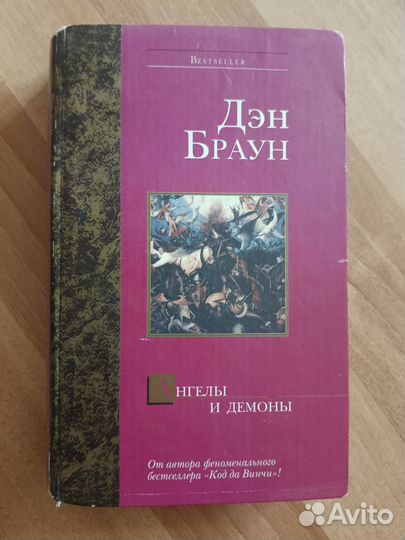 BESTSELLER
ДЭН
БРАУН
АНГЕЛЫ
И ДЕМОНЫ
От автора феноменального
бестселлера «Код да Винчи»!
Avito